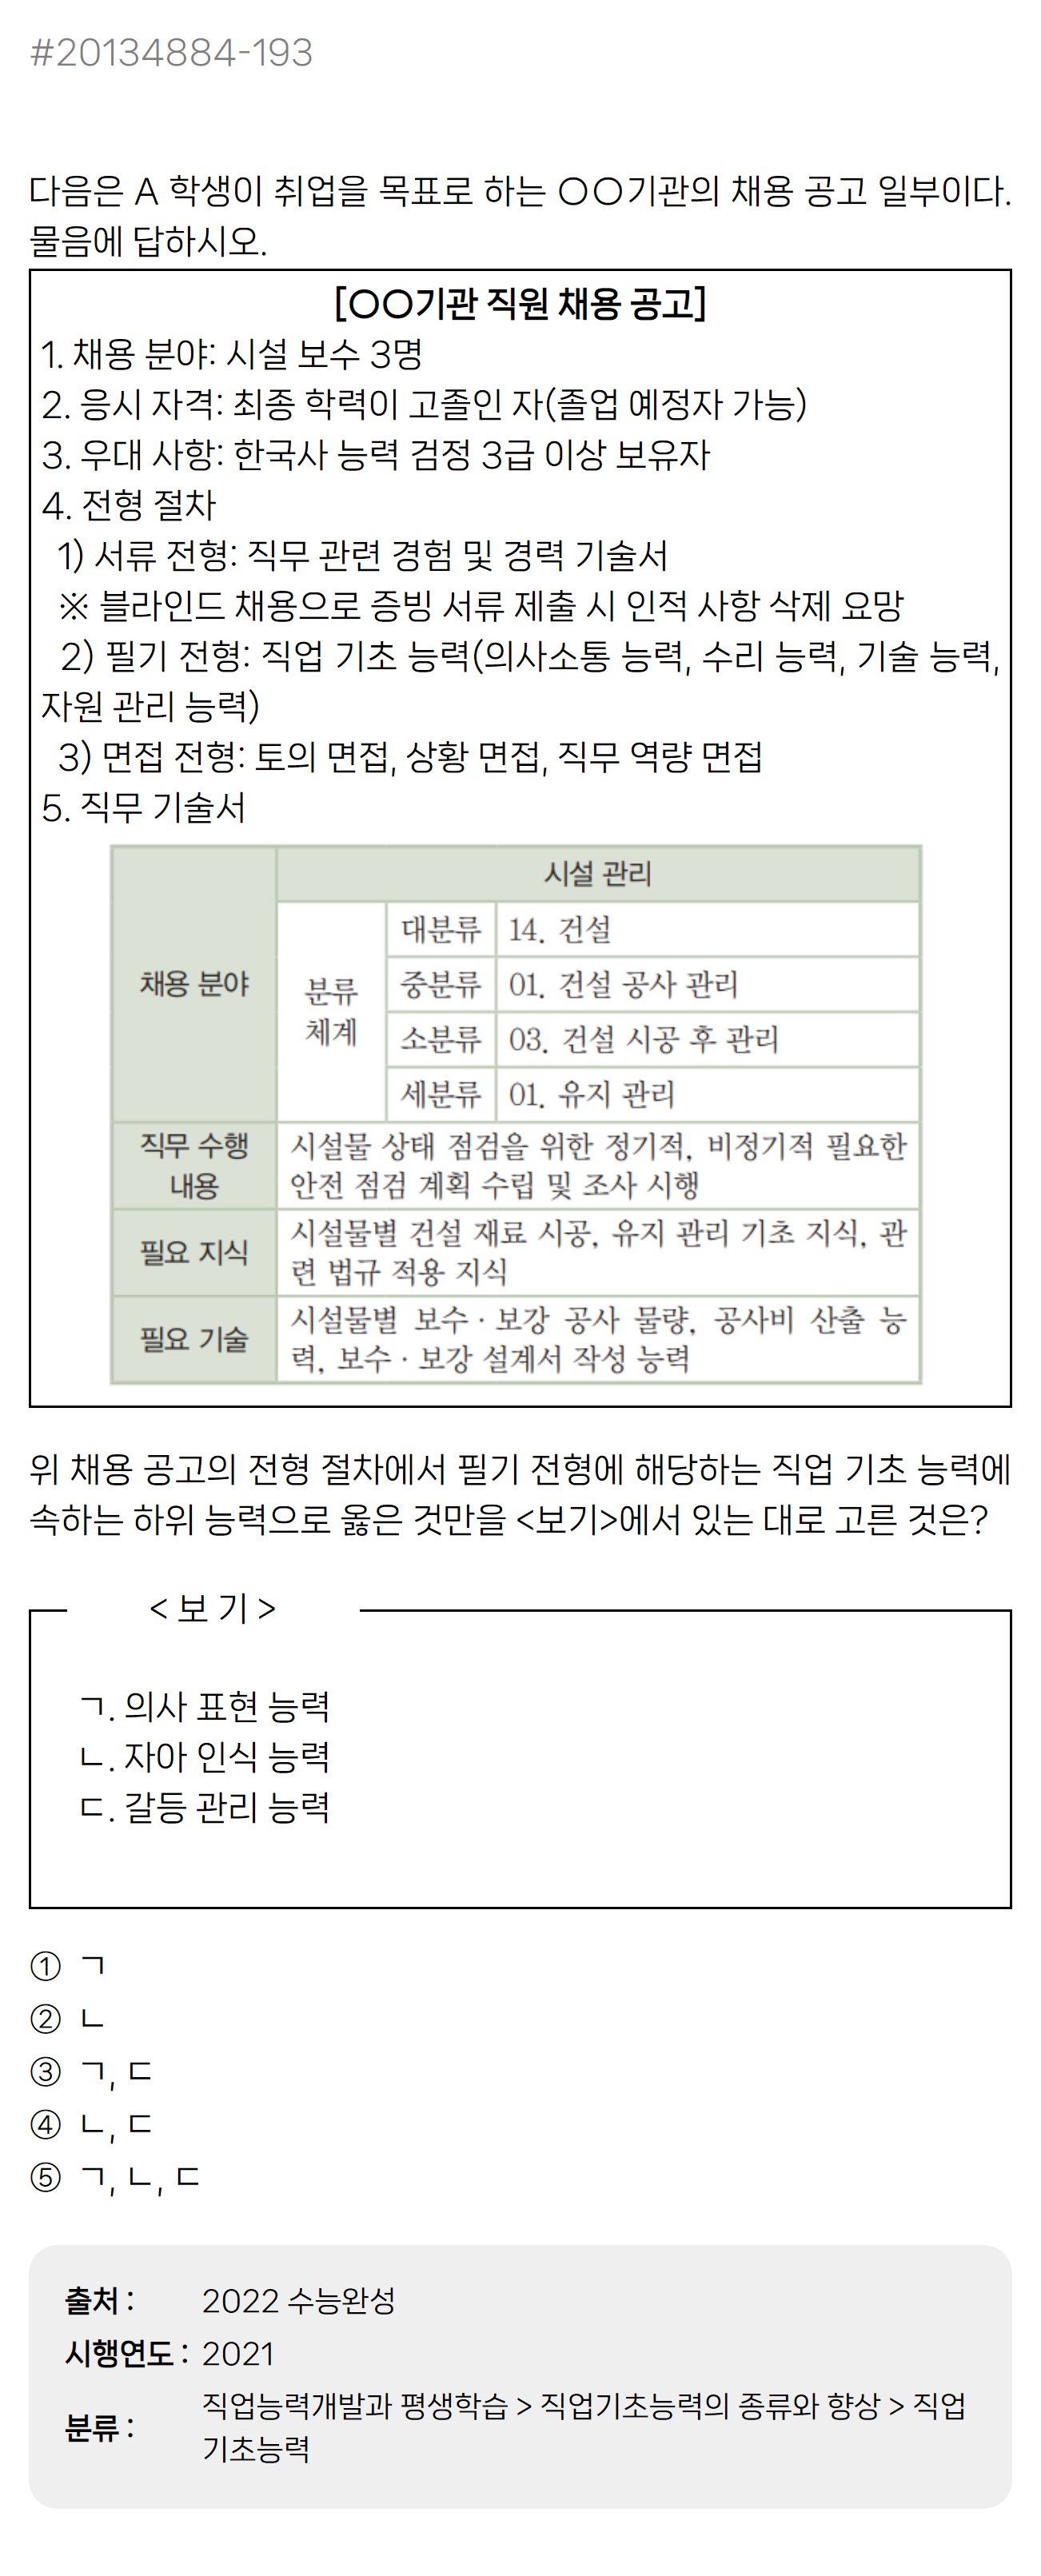 #20134884-193
다음은 A 학생이 취업을 목표로 하는 ○○기관의 채용 공고 일부이다.
물음에 답하시오.
[○○기관 직원 채용 공고]
1. 채용 분야: 시설 보수 3명
2. 응시 자격: 최종 학력이 고졸인 자(졸업 예정자 가능)
3. 우대 사항: 한국사 능력 검정 3급 이상 보유자
4. 전형 절차
1) 서류 전형: 직무 관련 경험 및 경력 기술서
※ 블라인드 채용으로 증빙 서류 제출 시 인적 사항 삭제 요망
2) 필기 전형: 직업 기초 능력(의사소통 능력, 수리 능력, 기술 능력,
자원 관리 능력)
3) 면접 전형: 토의 면접, 상황 면접, 직무 역량 면접
5. 직무 기술서
채용 분야
시설 관리
분류
체계
대분류 14. 건설
중분류 01. 건설 공사 관리
소분류 03. 건설 시공 후 관리
세분류 01. 유지 관리
직무 수행
내용
시설물 상태 점검을 위한 정기적, 비정기적 필요한
안전 점검 계획 수립 및 조사 시행
필요 지식
시설물별 건설 재료 시공, 유지 관리 기초 지식, 관
련 법규 적용 지식
필요 기술
시설물별 보수·보강 공사 물량, 공사비 산출 능
력, 보수·보강 설계서 작성 능력
위 채용 공고의 전형 절차에서 필기 전형에 해당하는 직업 기초 능력에
속하는 하위 능력으로 옳은 것만을 <보기>에서 있는 대로 고른 것은?
< 보 기 >
ㄱ. 의사 표현 능력
ㄴ. 자아 인식 능력
ㄷ. 갈등 관리 능력
① ㄱ
② ㄴ
③ ㄱ, ㄷ
④ ㄴ, ㄷ
⑤ ㄱ, ㄴ, ㄷ
출처 : 2022 수능완성
시행연도 : 2021
분류 : 직업능력개발과 평생학습 > 직업기초능력의 종류와 향상 > 직업
기초능력